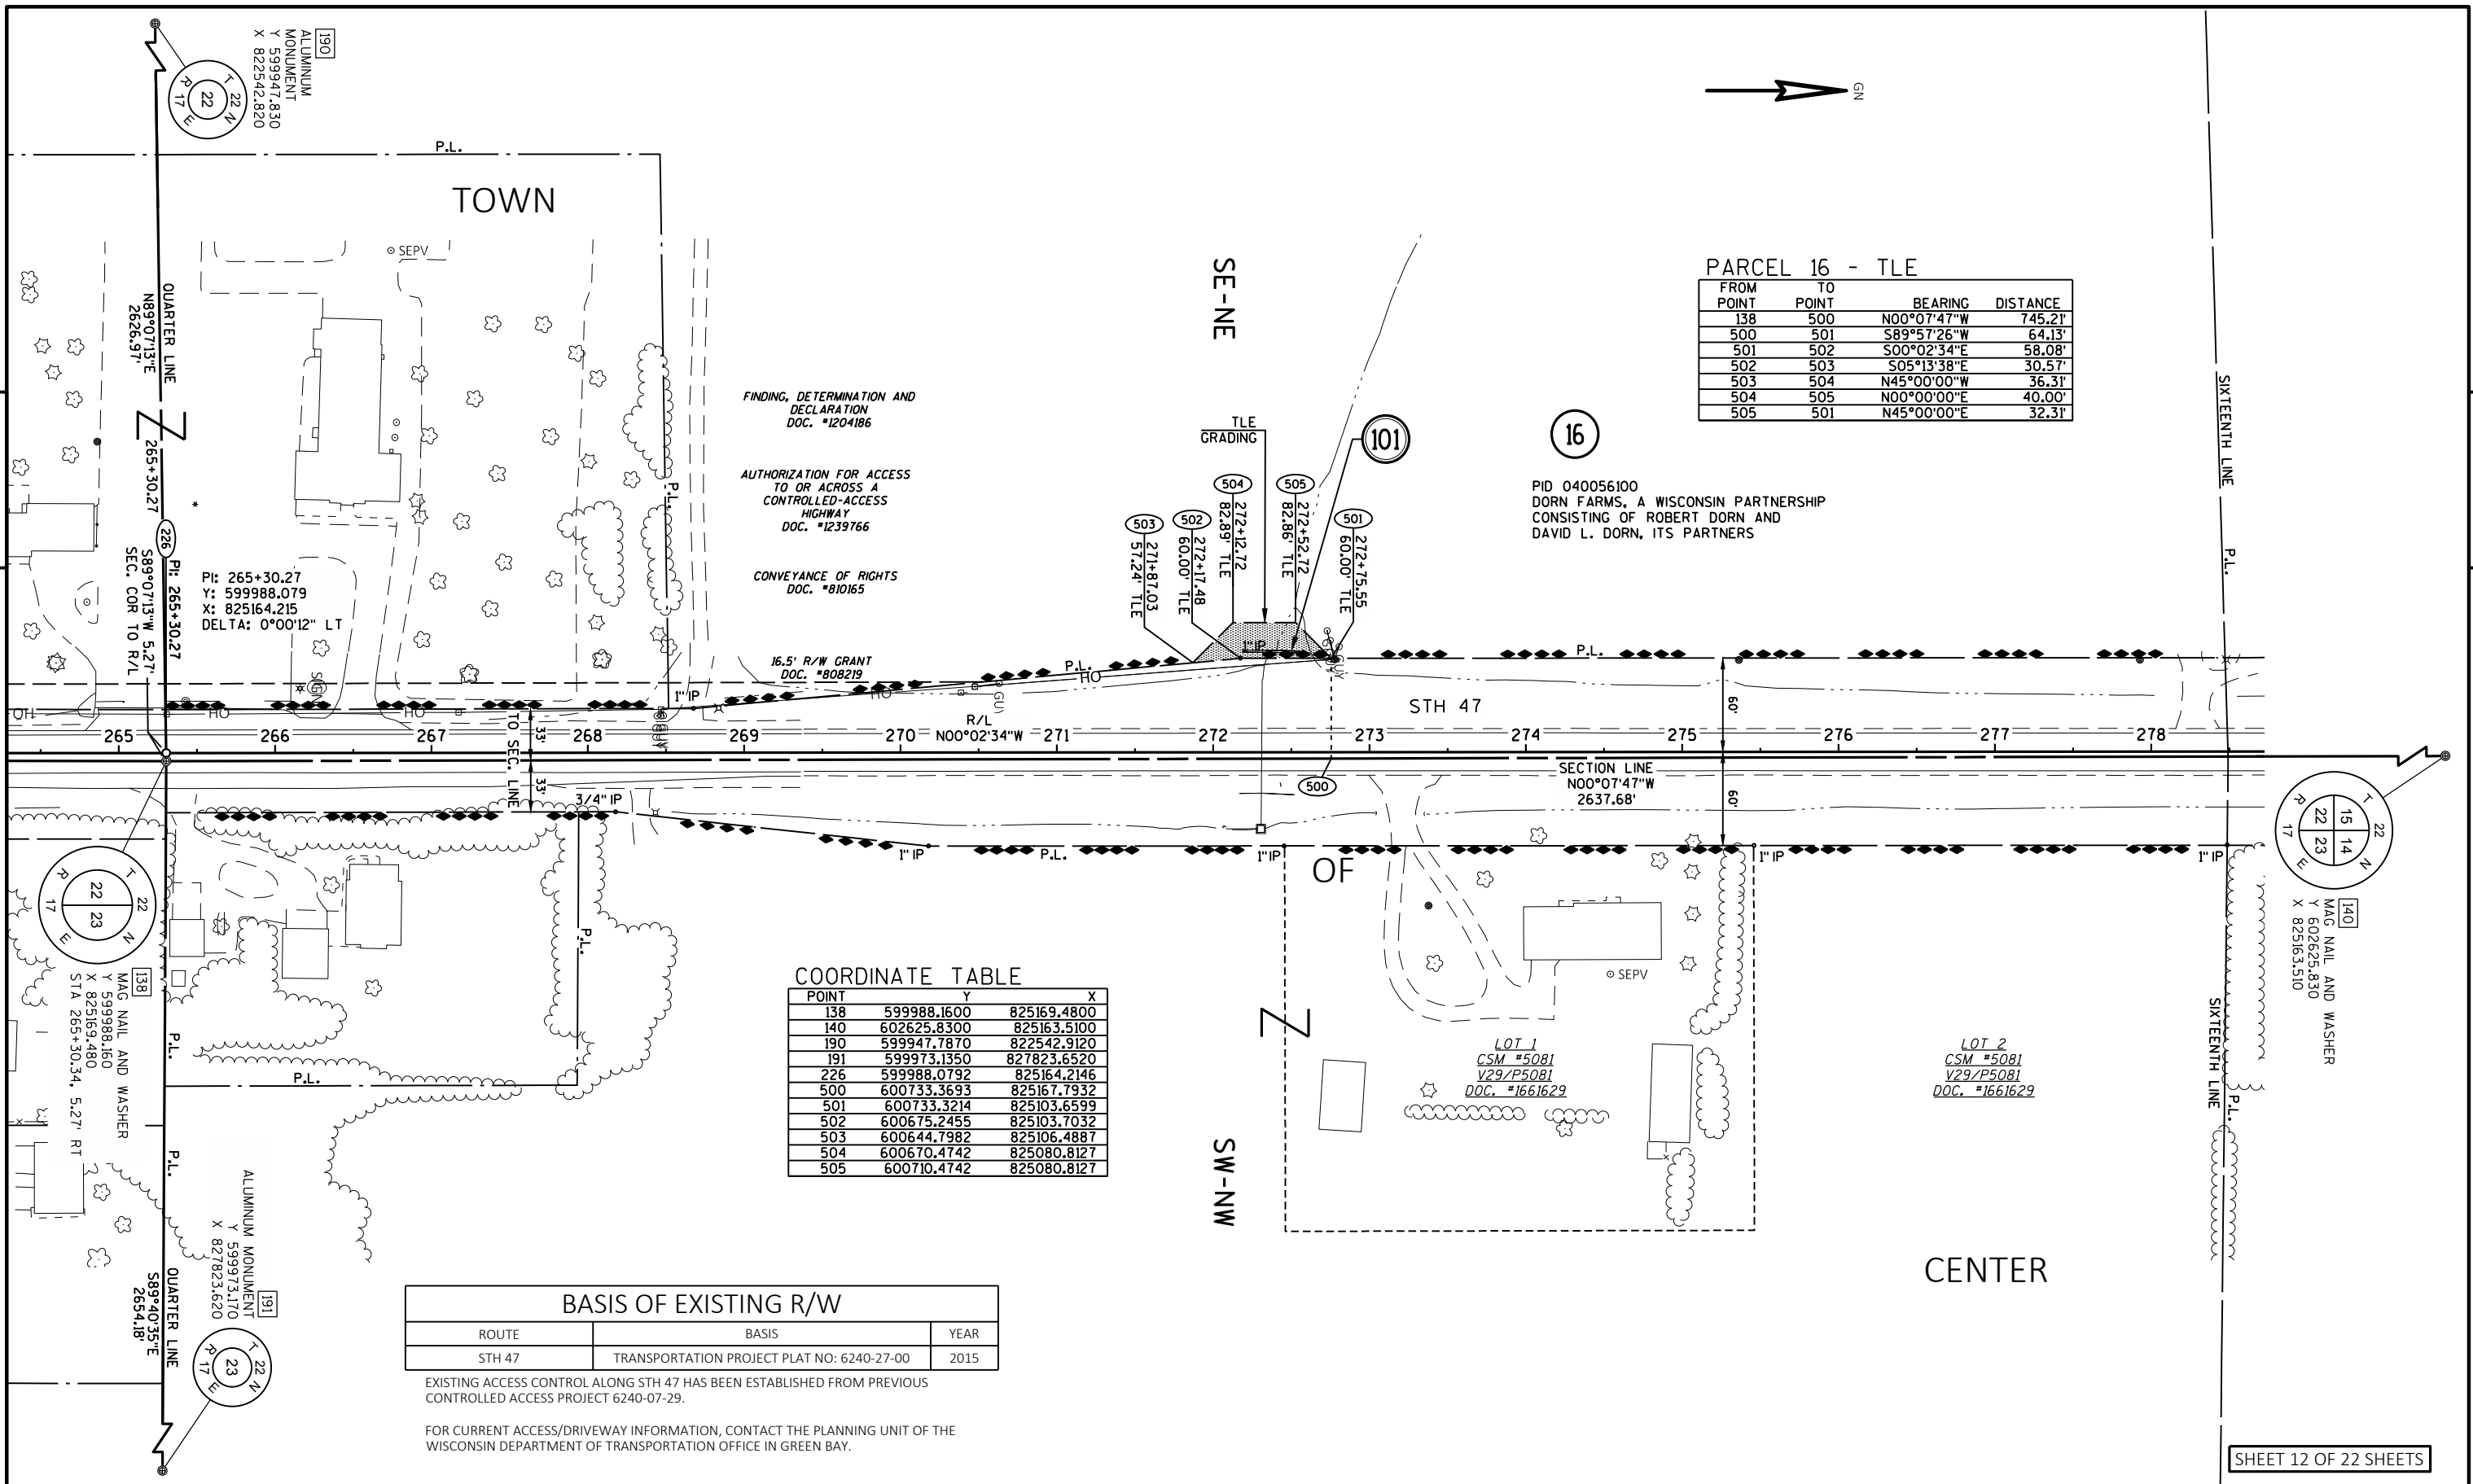 190
ALUMINUM
MONUMENT
Y 599947.830
X 822542.820
T 22 N
22
R 17 E
P.L.
TOWN
GN
SEPV
QUARTER LINE
N89°07'13"E
2626.97'
265+30.27
226
PI: 265+30.27
S89°07'13"W 5.27'
SEC. COR TO R/L
PI: 265+30.27
Y: 599988.079
X: 825164.215
DELTA: 0°00'12" LT
P.L.
SIGN
FINDING, DETERMINATION AND
DECLARATION
DOC. #1204186
AUTHORIZATION FOR ACCESS
TO OR ACROSS A
CONTROLLED-ACCESS
HIGHWAY
DOC. #1239766
CONVEYANCE OF RIGHTS
DOC. #810165
16.5' R/W GRANT
DOC. #808219
SE-NE
TLE
GRADING
101
16
503
271+87.03
57.24' TLE
502
272+17.48
60.00' TLE
504
272+12.72
82.89' TLE
505
272+52.72
82.86' TLE
501
272+75.55
60.00' TLE
PARCEL 16 - TLE
FROM TO
POINT POINT BEARING DISTANCE
138 500 N00°07'47"W 745.21'
500 501 S89°57'26"W 64.13'
501 502 S00°02'34"E 58.08'
502 503 S05°13'38"E 30.57'
503 504 N45°00'00"W 36.31'
504 505 N00°00'00"E 40.00'
505 501 N45°00'00"E 32.31'
PID 040056100
DORN FARMS, A WISCONSIN PARTNERSHIP
CONSISTING OF ROBERT DORN AND
DAVID L. DORN, ITS PARTNERS
SIXTEENTH LINE
P.L.
HO
HO
HO
1" IP
GUY
HO
GUY
P.L.
HO
1" IP
GUY
P.L.
STH 47
60'
265 266 267 268 269 270 271 272 273 274 275 276 277 278
R/L
N00°02'34"W
33'
TO SEC. LINE
33'
3/4" IP
500
SECTION LINE
N00°07'47"W
2637.68'
60'
1" IP
P.L.
1" IP
1" IP
1" IP
OF
T 22 N
15 14
22 23
R 17 E
140
MAG NAIL AND WASHER
Y 602625.830
X 825163.510
T 22 N
22 23
R 17 E
138
MAG NAIL AND WASHER
Y 599988.160
X 825169.480
STA 265+30.34, 5.27' RT
P.L.
P.L.
P.L.
P.L.
COORDINATE TABLE
POINT Y X
138 599988.1600 825169.4800
140 602625.8300 825163.5100
190 599947.7870 822542.9120
191 599973.1350 827823.6520
226 599988.0792 825164.2146
500 600733.3693 825167.7932
501 600733.3214 825103.6599
502 600675.2455 825103.7032
503 600644.7982 825106.4887
504 600670.4742 825080.8127
505 600710.4742 825080.8127
SEPV
LOT 1
CSM #5081
V29/P5081
DOC. #1661629
LOT 2
CSM #5081
V29/P5081
DOC. #1661629
SIXTEENTH LINE
P.L.
SW-NW
191
ALUMINUM MONUMENT
Y 599973.170
X 827823.620
T 22 N
23
R 17 E
QUARTER LINE
S89°40'35"E
2654.18'
CENTER
BASIS OF EXISTING R/W
ROUTE BASIS YEAR
STH 47 TRANSPORTATION PROJECT PLAT NO: 6240-27-00 2015
EXISTING ACCESS CONTROL ALONG STH 47 HAS BEEN ESTABLISHED FROM PREVIOUS
CONTROLLED ACCESS PROJECT 6240-07-29.
FOR CURRENT ACCESS/DRIVEWAY INFORMATION, CONTACT THE PLANNING UNIT OF THE
WISCONSIN DEPARTMENT OF TRANSPORTATION OFFICE IN GREEN BAY.
SHEET 12 OF 22 SHEETS